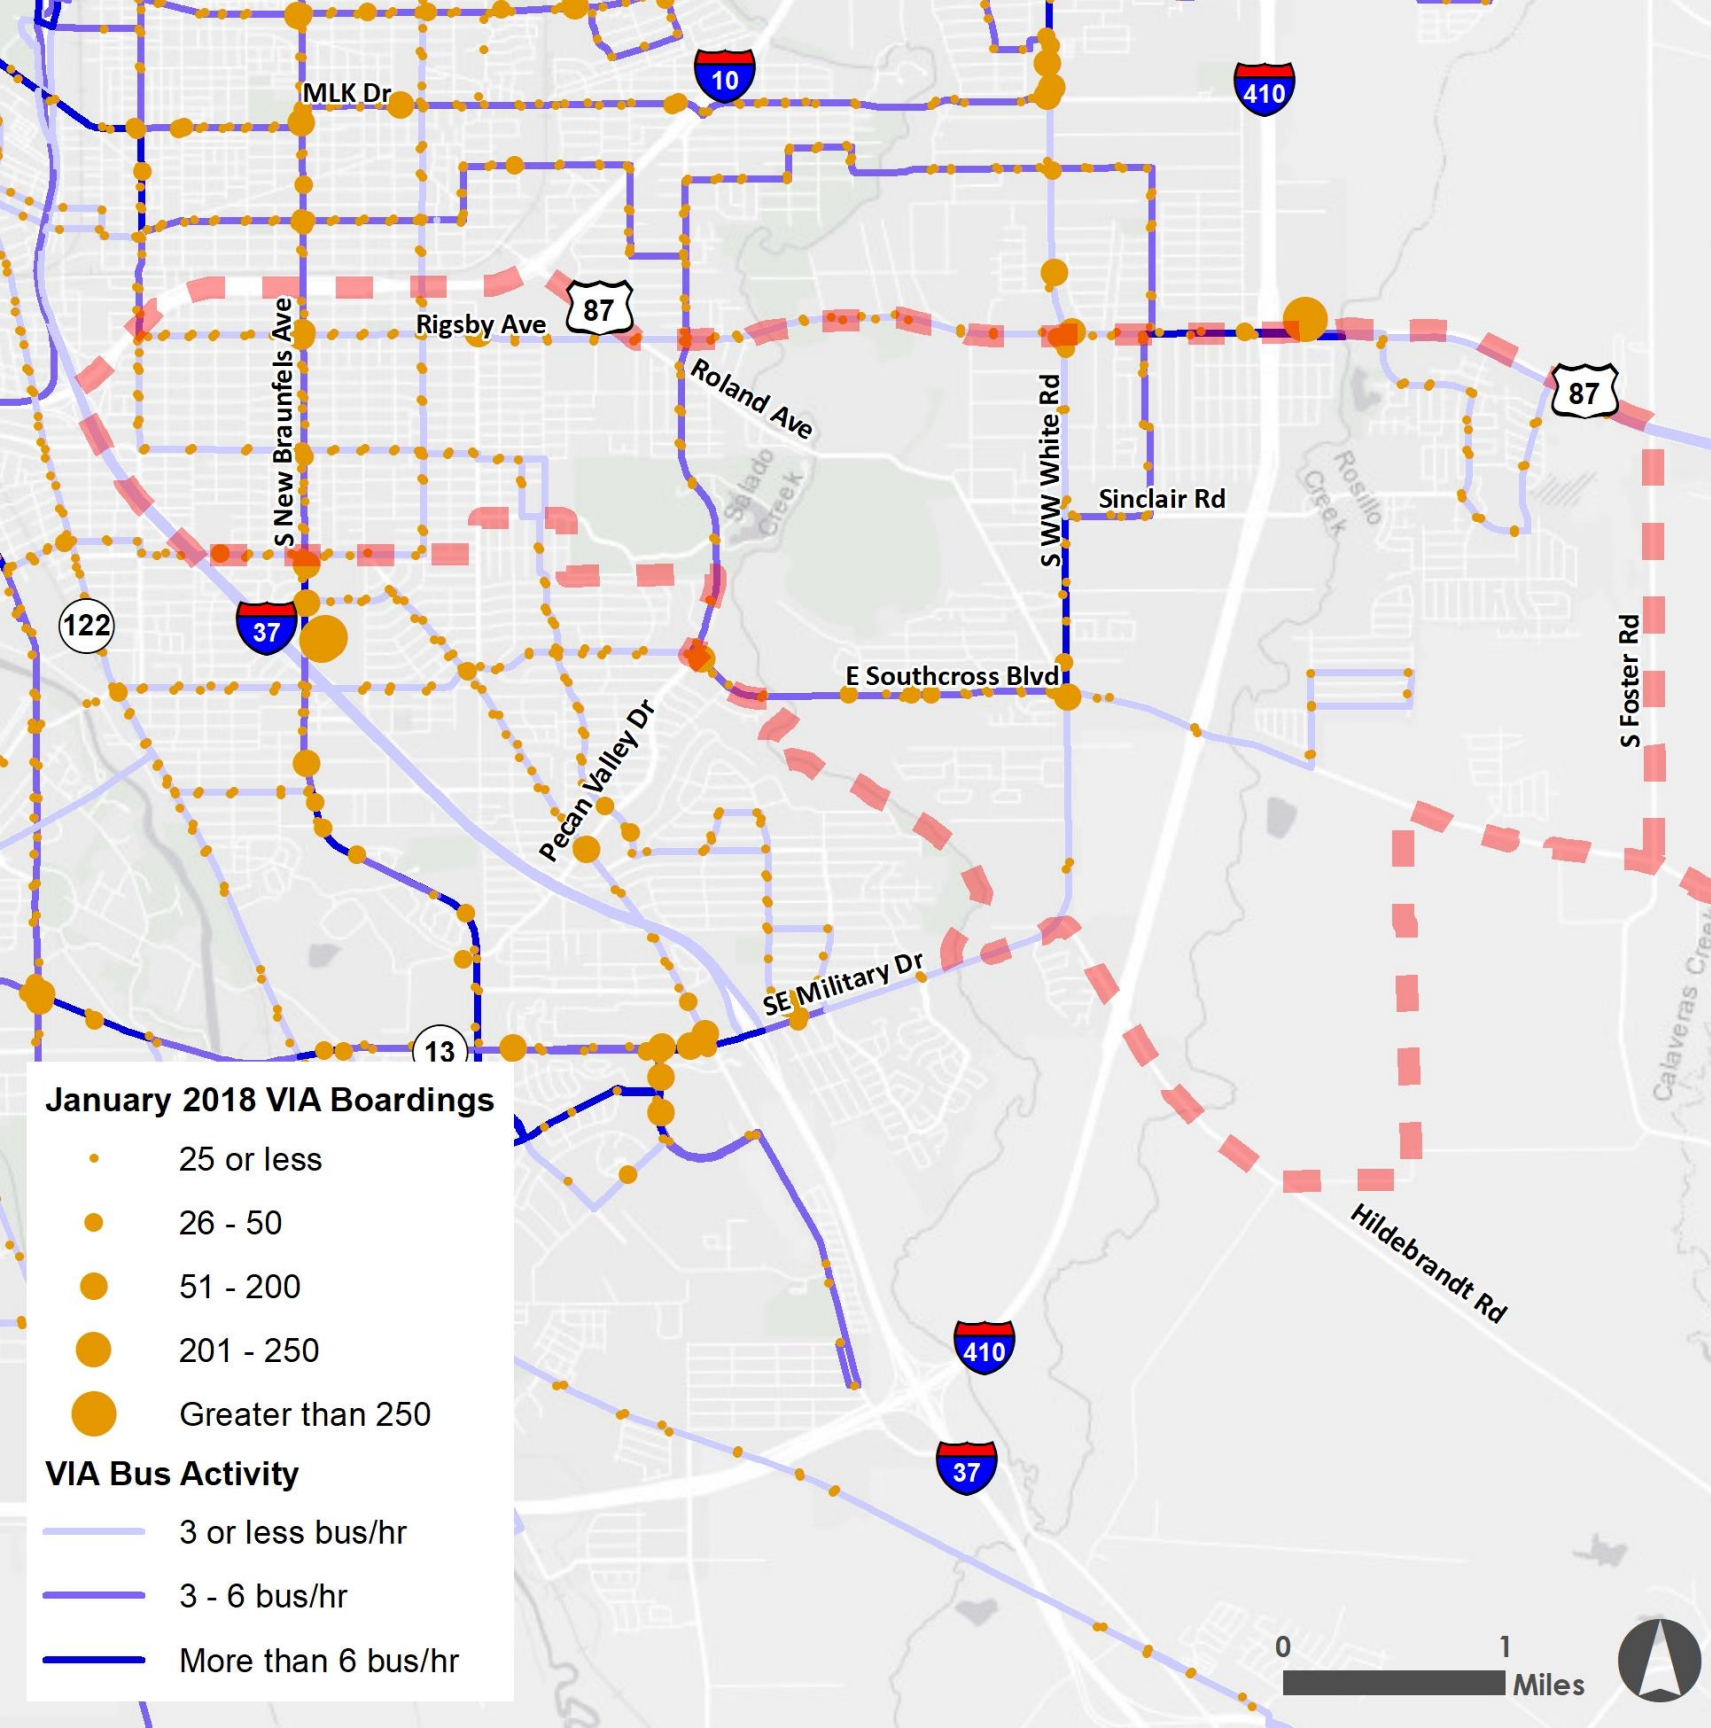 10
410
MLK Dr
87
Rigsby Ave
S New Braunfels Ave
Roland Ave
87
S WW White Rd
Salado
Creek
Sinclair Rd
Rosillo
Creek
122
37
S Foster Rd
E Southcross Blvd
Pecan Valley Dr
SE Military Dr
Calaveras Creek
13
Hildebrandt Rd
410
37
January 2018 VIA Boardings
25 or less
26 - 50
51 - 200
201 - 250
Greater than 250
VIA Bus Activity
3 or less bus/hr
3 - 6 bus/hr
More than 6 bus/hr
0 1
Miles